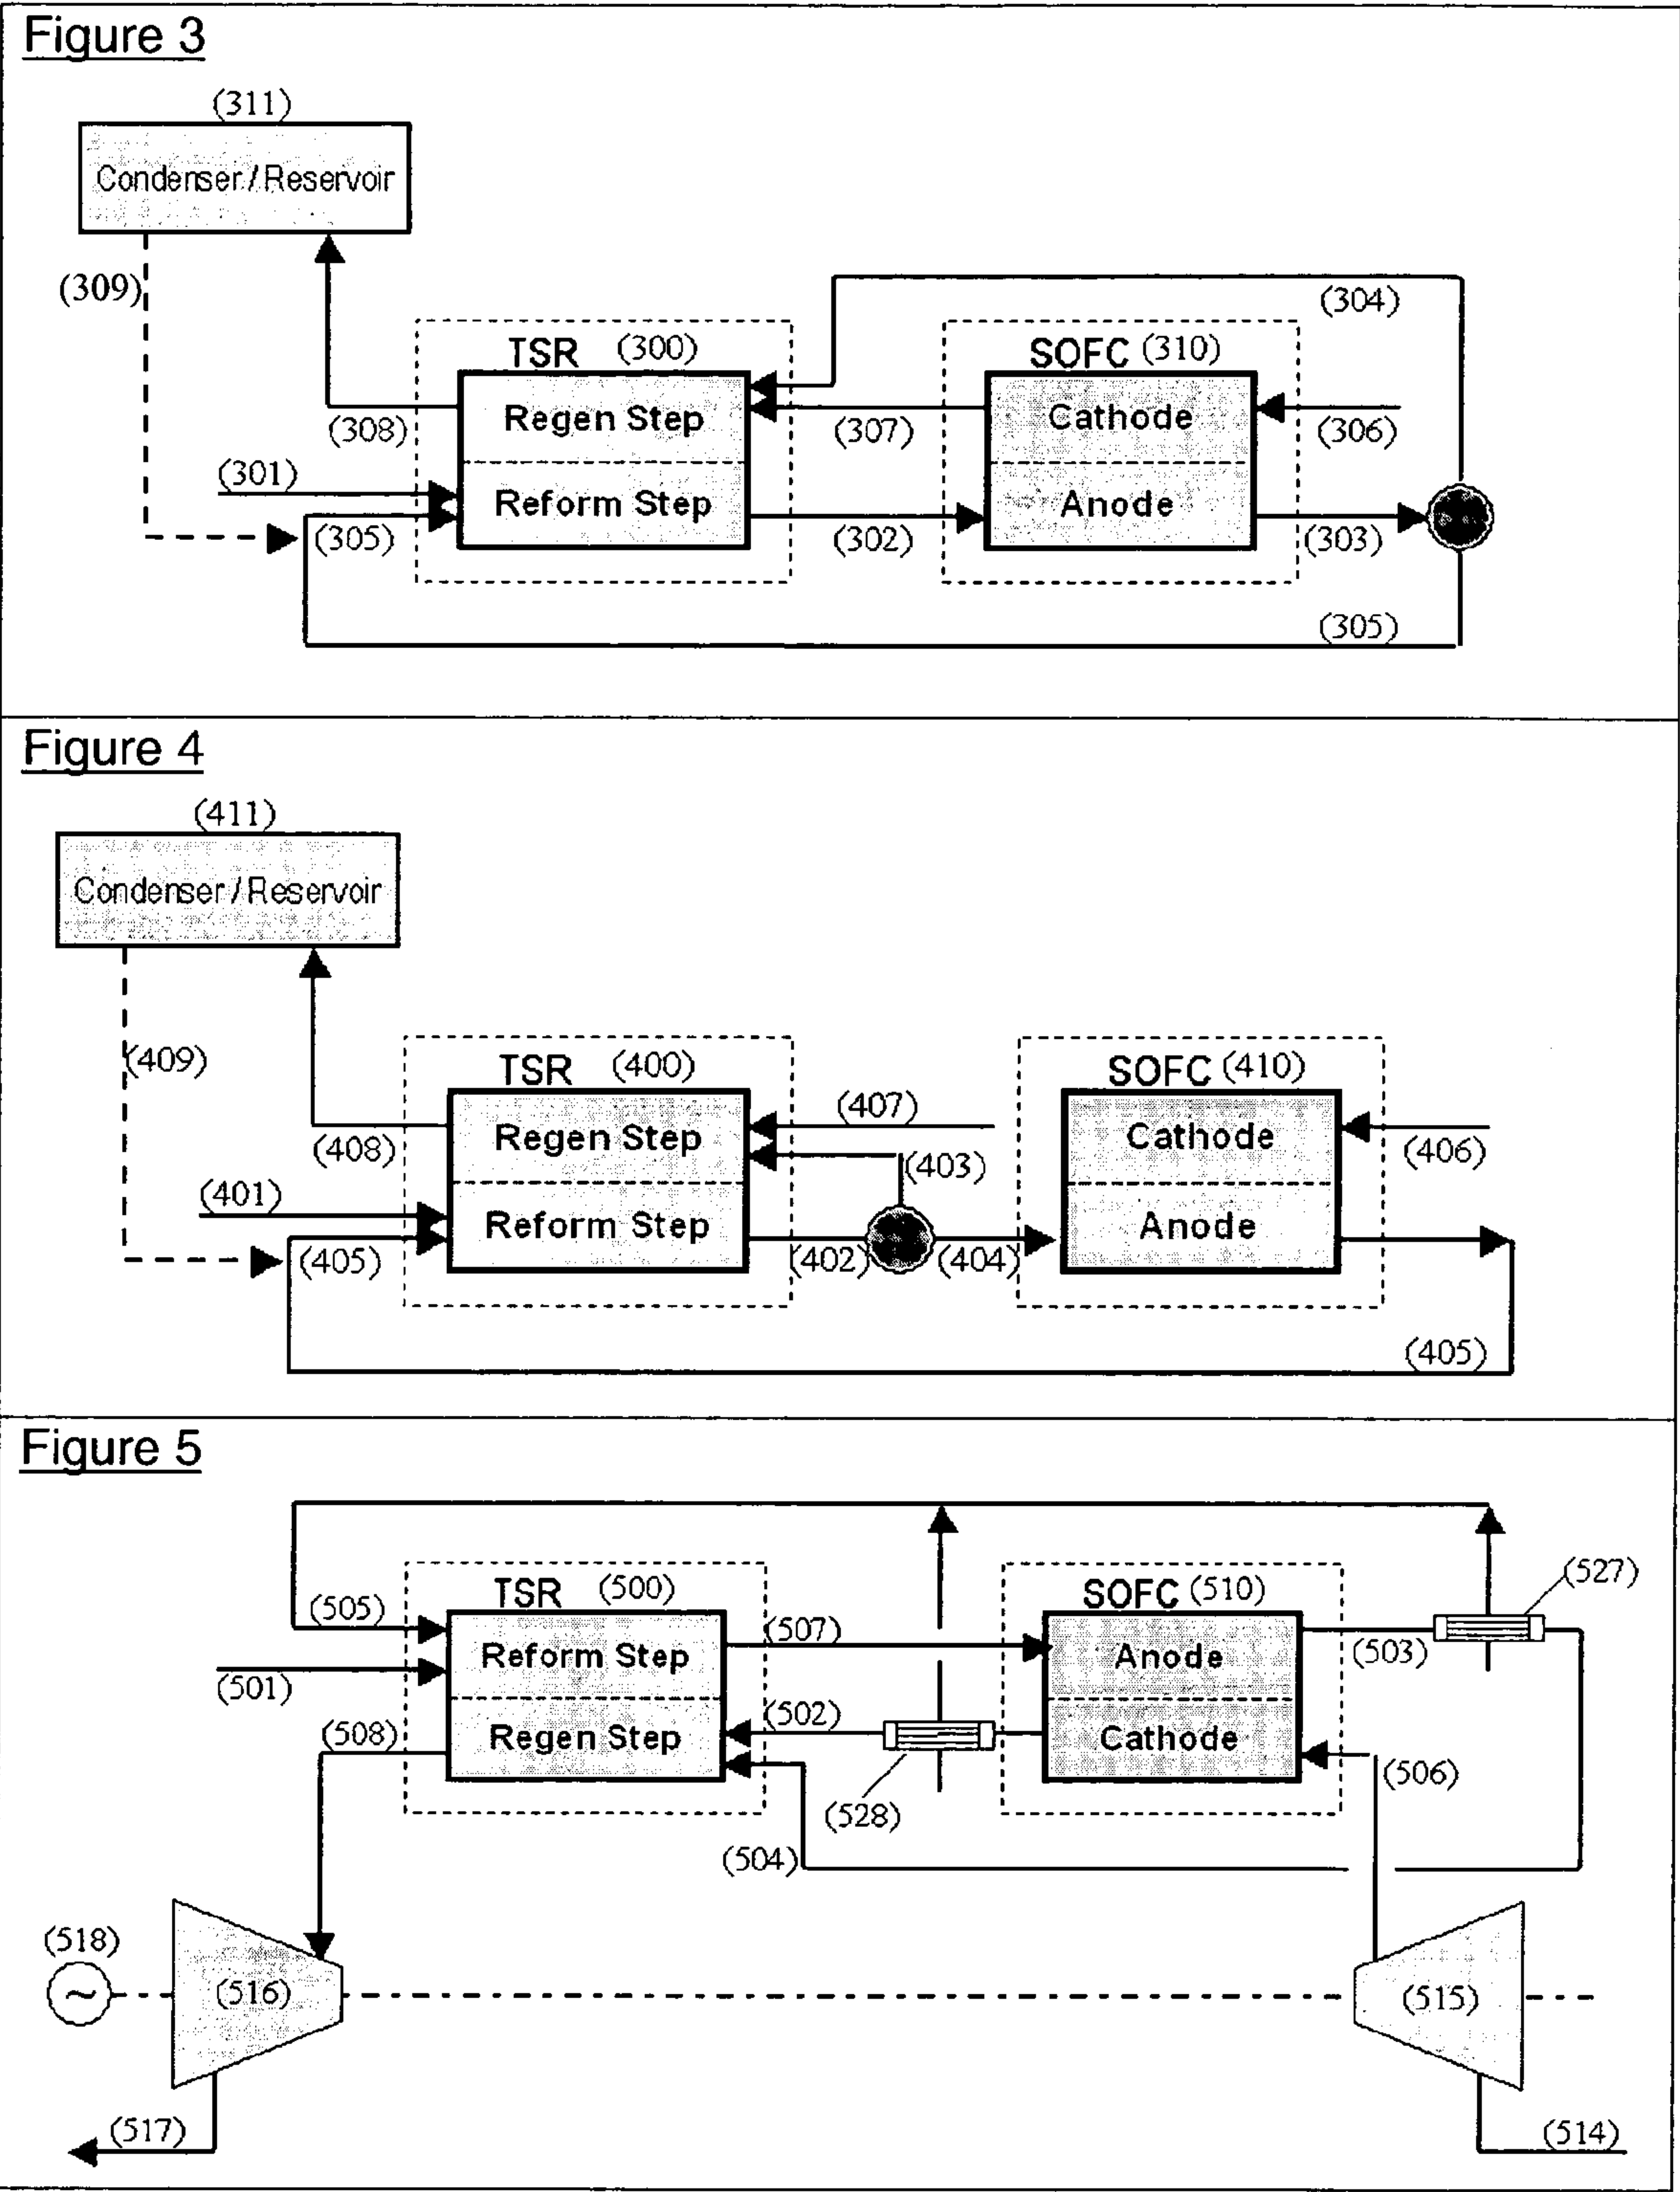 Figure 3
(311)
Condenser / Reservoir
(309)
(304)
TSR (300)
SOFC (310)
Regen Step
Cathode
(308)
(307)
(306)
(301)
Reform Step
Anode
(305)
(302)
(303)
(305)
Figure 4
(411)
Condenser / Reservoir
(409)
TSR (400)
SOFC (410)
(407)
Regen Step
Cathode
(408)
(403)
(406)
(401)
Reform Step
Anode
(405)
(402)
(404)
(405)
Figure 5
(527)
TSR (500)
SOFC (510)
(505)
(507)
Reform Step
Anode
(503)
(501)
(502)
(508)
Regen Step
Cathode
(506)
(528)
(504)
(518)
~
(516)
(515)
(517)
(514)